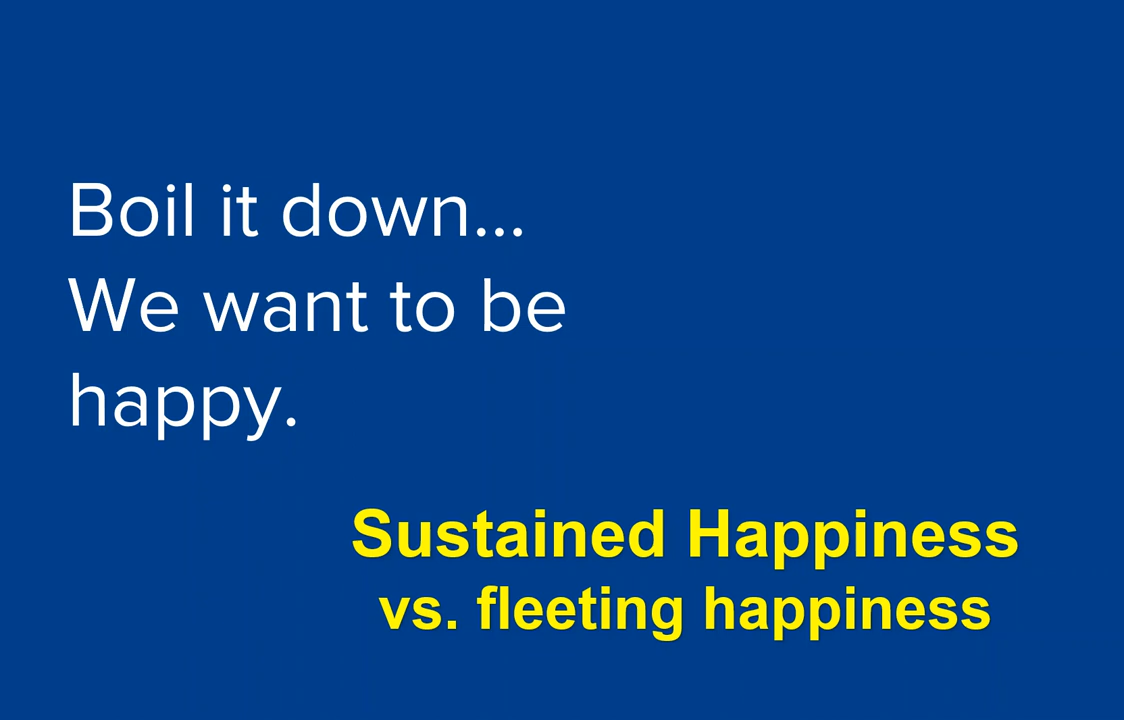 Boil it down...
We want to be
happy.
Sustained Happiness
vs. fleeting happiness